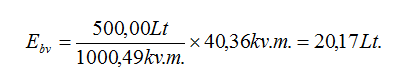 E_bv = 500,00Lt / 1000,49kv.m. × 40,36kv.m. = 20,17Lt.